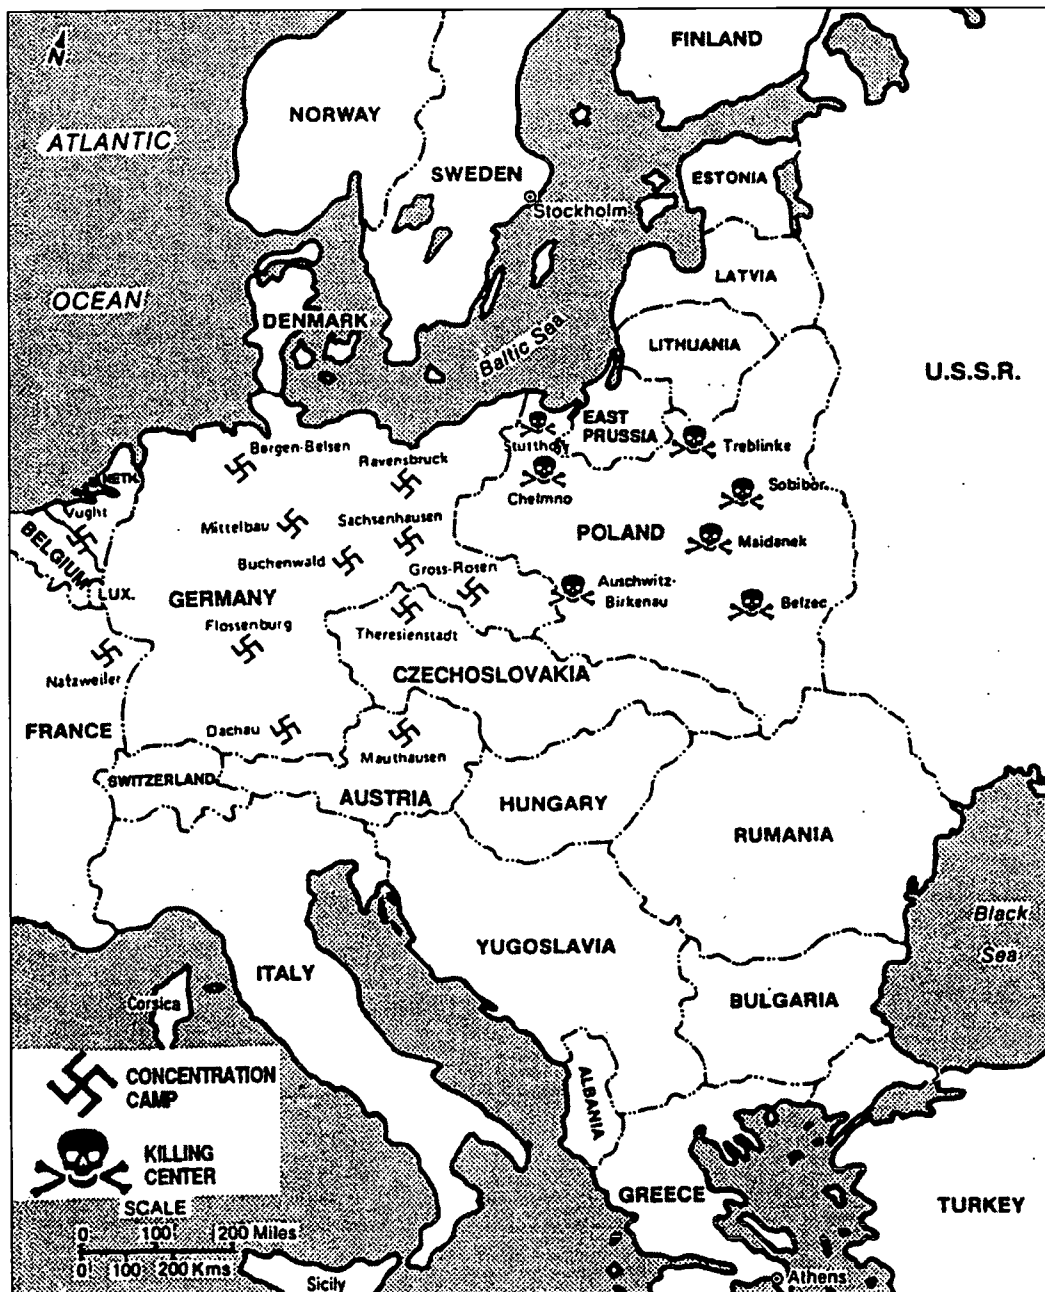 FINLAND
N
NORWAY
ATLANTIC
SWEDEN
ESTONIA
Stockholm
LATVIA
OCEAN
DENMARK
Baltic Sea
LITHUANIA
U.S.S.R.
EAST
PRUSSIA
Stutthof
Treblinke
Bergen-Belsen
Ravensbruck
NETH.
Chelmno
Sobibor
Vught
Mittelbau
Sachsenhausen
POLAND
Maidanek
BELGIUM
Buchenwald
Gross-Rosen
LUX.
GERMANY
Auschwitz-
Birkenau
Belzec
Flossenburg
Theresienstadt
Natzweiler
CZECHOSLOVAKIA
FRANCE
Dachau
Mauthausen
SWITZERLAND
AUSTRIA
HUNGARY
RUMANIA
Black
Sea
YUGOSLAVIA
ITALY
BULGARIA
Corsica
CONCENTRATION
CAMP
ALBANIA
KILLING
CENTER
GREECE
TURKEY
SCALE
0 100 200 Miles
0 100 200 Kms
Sicily
Athens